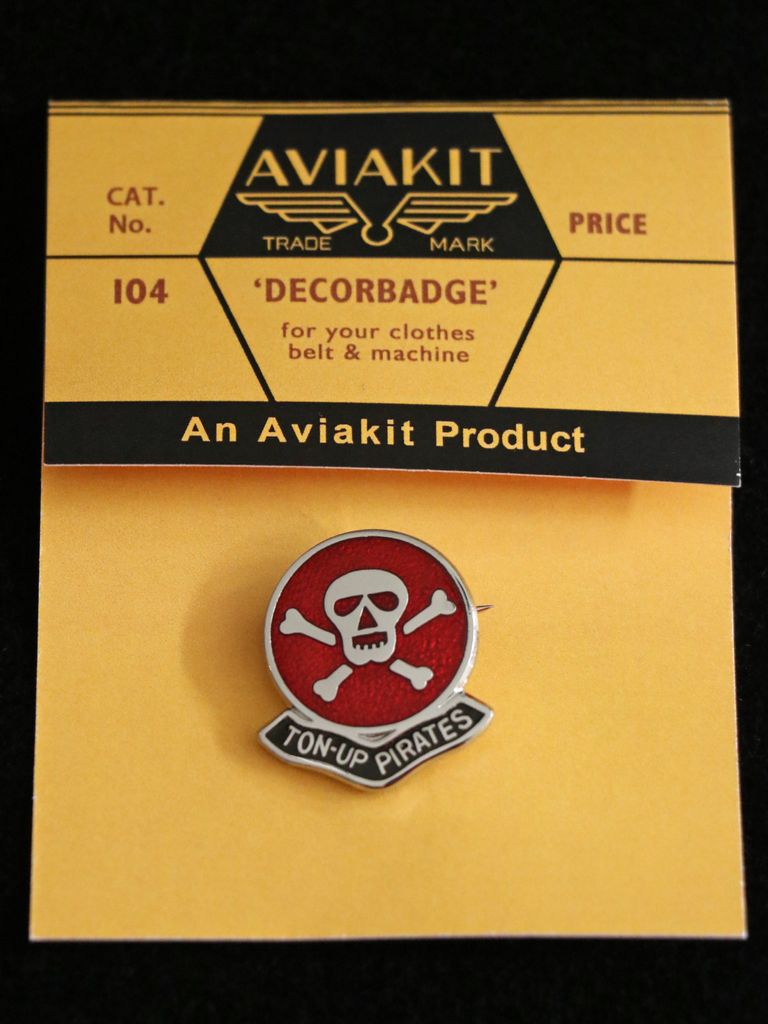 AVIAKIT
TRADE MARK
CAT.
No.
PRICE
104
'DECORBADGE'
for your clothes
belt & machine
An Aviakit Product
TON-UP PIRATES